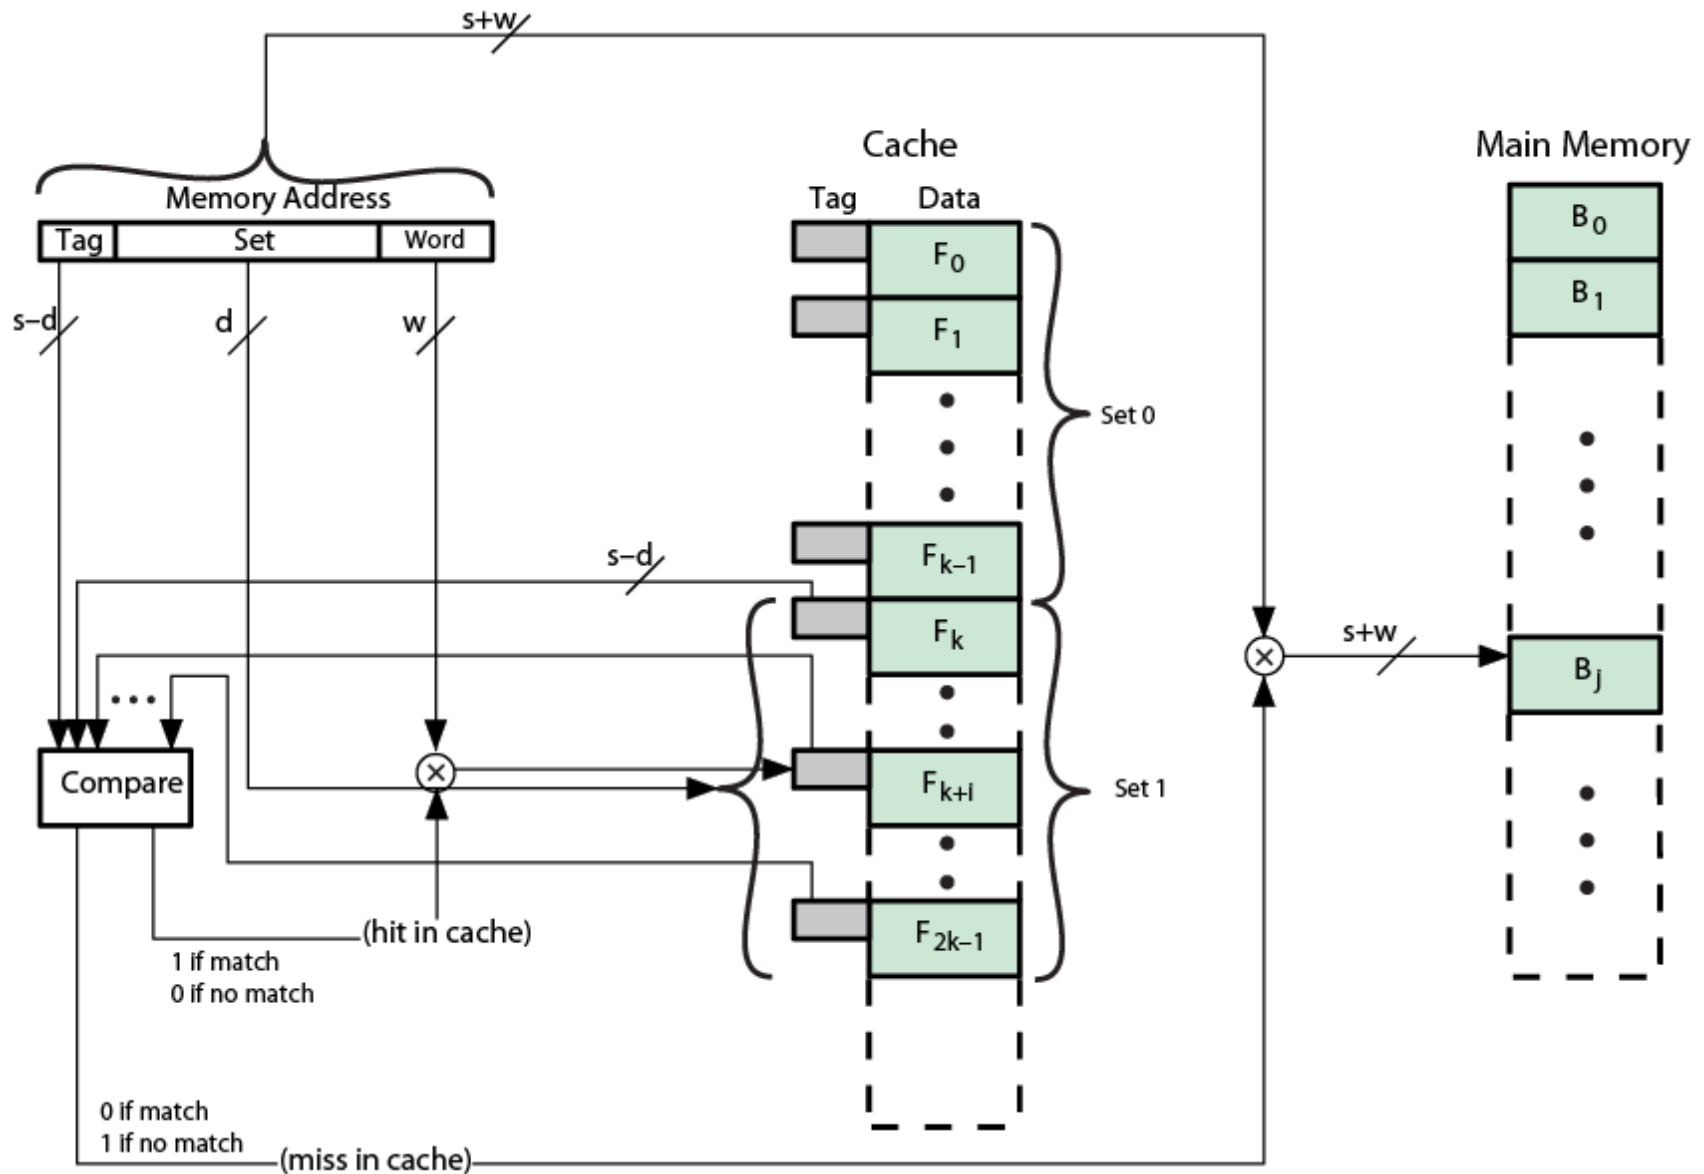 s+w
Cache
Main Memory
Memory Address
Tag Data
Tag Set Word
F0
B0
B1
s–d d w
F1
Set 0
s–d
Fk–1
Fk
s+w
Bj
Compare
Fk+i
Set 1
(hit in cache)
F2k–1
1 if match
0 if no match
0 if match
1 if no match
(miss in cache)